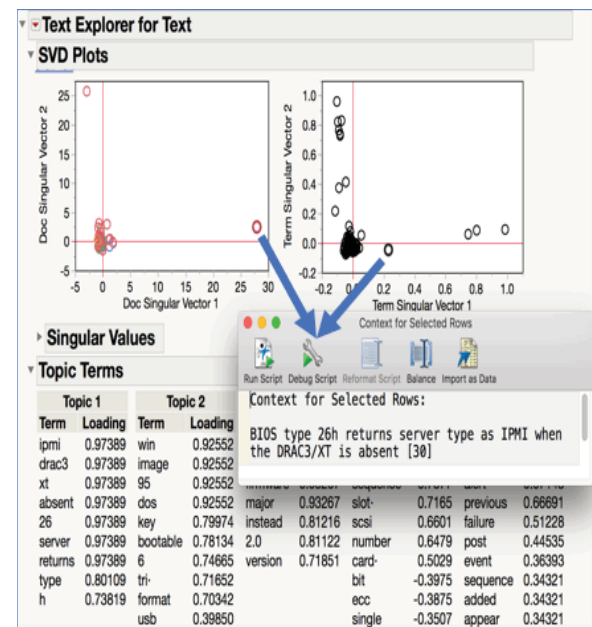 Text Explorer for Text
SVD Plots
Doc Singular Vector 2
25
20
15
10
5
0
-5
-5 0 5 10 15 20 25 30
Doc Singular Vector 1
Term Singular Vector 2
1.0
0.8
0.6
0.4
0.2
0.0
-0.2
-0.2 0.0 0.2 0.4 0.6 0.8 1.0
Term Singular Vector 1
Singular Values
Topic Terms
Context for Selected Rows
Run Script Debug Script Reformat Script Balance Import as Data
Context for Selected Rows:
BIOS type 26h returns server type as IPMI when
the DRAC3/XT is absent [30]
Topic 1 Topic 2
Term Loading Term Loading
ipmi 0.97389 win 0.92552
drac3 0.97389 image 0.92552
xt 0.97389 95 0.92552
absent 0.97389 dos 0.92552 major 0.93267 slot· 0.7165 previous 0.66691
26 0.97389 key 0.79974 instead 0.81216 scsi 0.6601 failure 0.51228
server 0.97389 bootable 0.78134 2.0 0.81122 number 0.6479 post 0.44535
returns 0.97389 6 0.74665 version 0.71851 card· 0.5029 event 0.36393
type 0.80109 tri· 0.71652 bit -0.3975 sequence 0.34321
h 0.73819 format 0.70342 ecc -0.3875 added 0.34321
usb 0.39850 single -0.3507 appear 0.34321